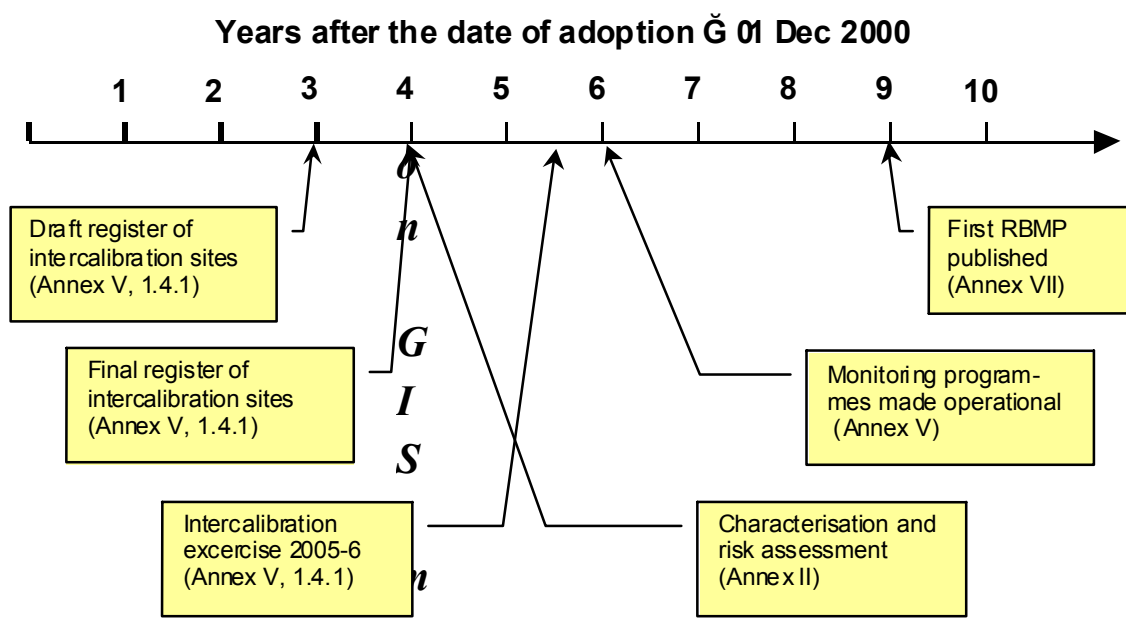 Years after the date of adoption Ğ 01 Dec 2000
1 2 3 4 5 6 7 8 9 10
o
n
G
I
S
m
Draft register of
intercalibration sites
(Annex V, 1.4.1)
First RBMP
published
(Annex VII)
Final register of
intercalibration sites
(Annex V, 1.4.1)
Monitoring program-
mes made operational
(Annex V)
Intercalibration
excercise 2005-6
(Annex V, 1.4.1)
Characterisation and
risk assessment
(Annex II)